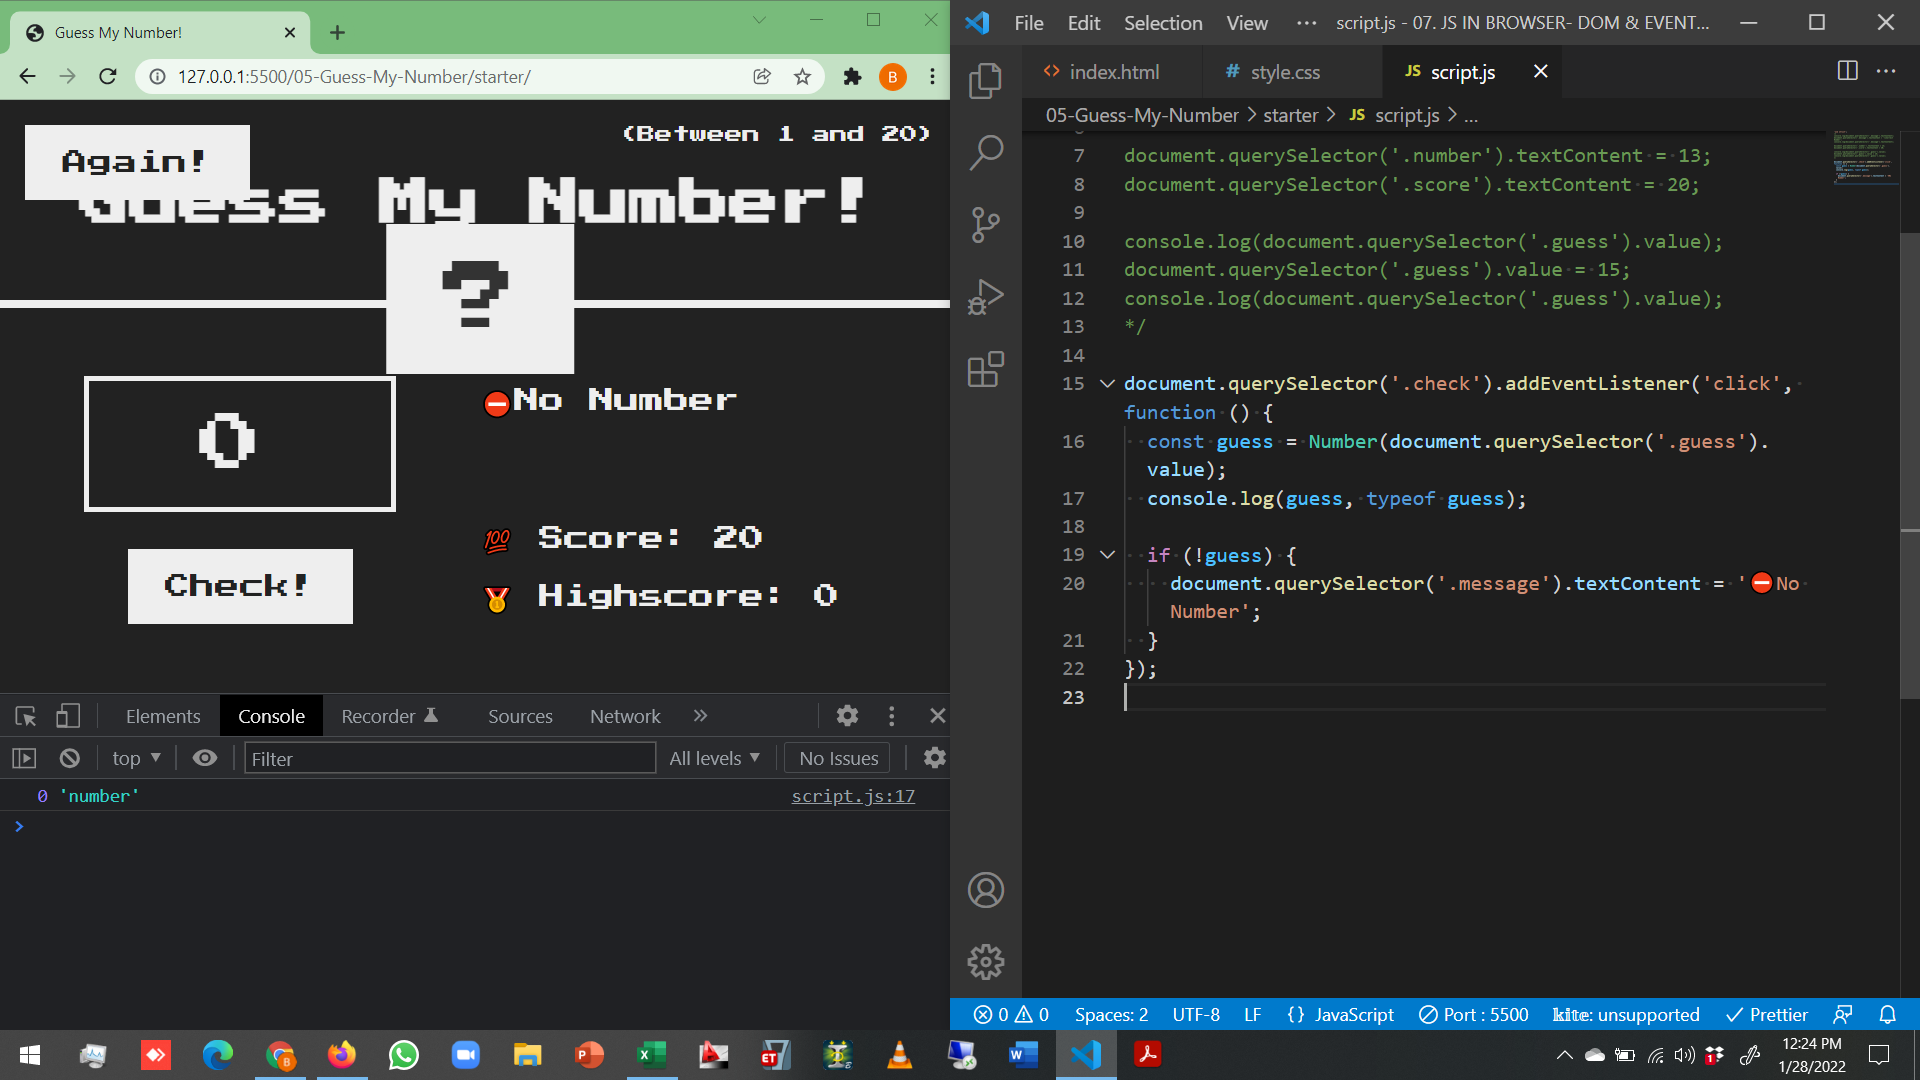 Guess My Number!
127.0.0.1:5500/05-Guess-My-Number/starter/
B
Again!
(Between 1 and 20)
Guess My Number!
?
0
⛔No Number
Check!
💯 Score: 20
🥇 Highscore: 0
Elements Console Recorder Sources Network »
top Filter All levels No Issues
0 'number' script.js:17
>
File Edit Selection View ··· script.js - 07. JS IN BROWSER- DOM & EVENT...
<> index.html # style.css JS script.js
05-Guess-My-Number > starter > JS script.js > ...
7 document.querySelector('.number').textContent = 13;
8 document.querySelector('.score').textContent = 20;
9
10 console.log(document.querySelector('.guess').value);
11 document.querySelector('.guess').value = 15;
12 console.log(document.querySelector('.guess').value);
13 */
14
15 document.querySelector('.check').addEventListener('click',
function () {
16 const guess = Number(document.querySelector('.guess').
value);
17 console.log(guess, typeof guess);
18
19 if (!guess) {
20 document.querySelector('.message').textContent = '⛔No
Number';
21 }
22 });
23
0 0 Spaces: 2 UTF-8 LF {} JavaScript Port : 5500 kite: unsupported Prettier
12:24 PM
1/28/2022